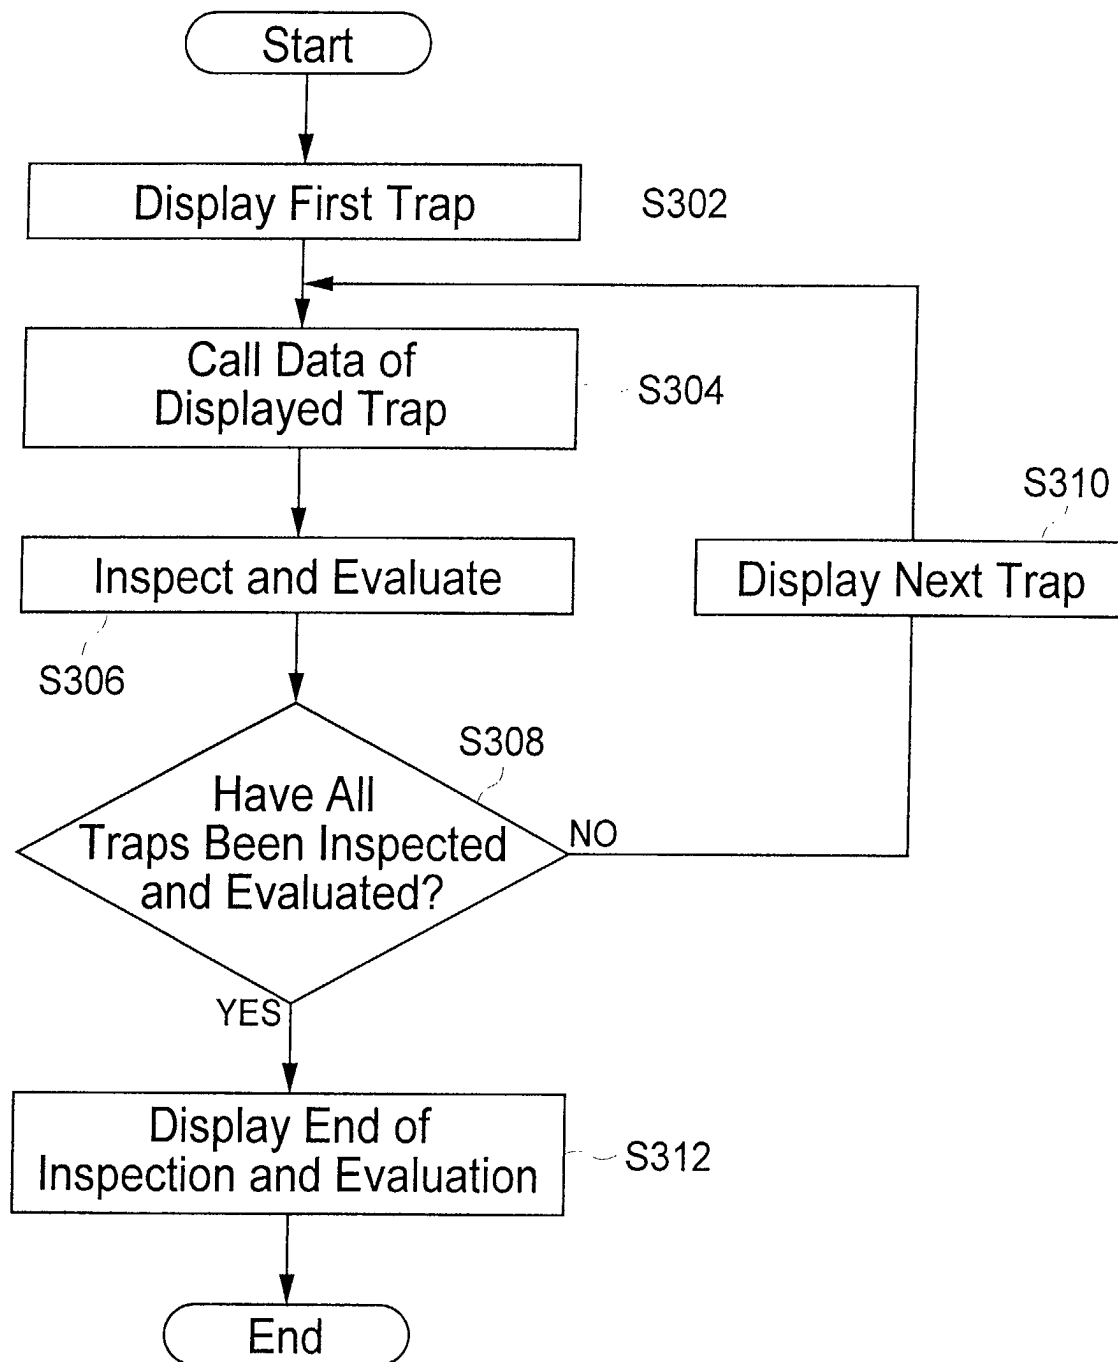 Start
Display First Trap
S302
Call Data of
Displayed Trap
S304
S310
Inspect and Evaluate
Display Next Trap
S306
S308
Have All
Traps Been Inspected
and Evaluated?
NO
YES
Display End of
Inspection and Evaluation
S312
End